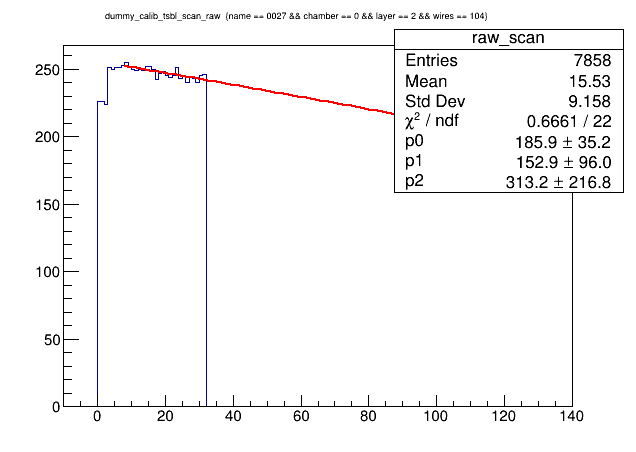 dummy_calib_tsbl_scan_raw {name == 0027 && chamber == 0 && layer == 2 && wires == 104}
raw_scan
Entries 7858
Mean 15.53
Std Dev 9.158
χ² / ndf 0.6661 / 22
p0 185.9 ± 35.2
p1 152.9 ± 96.0
p2 313.2 ± 216.8
250
200
150
100
50
0
0 20 40 60 80 100 120 140